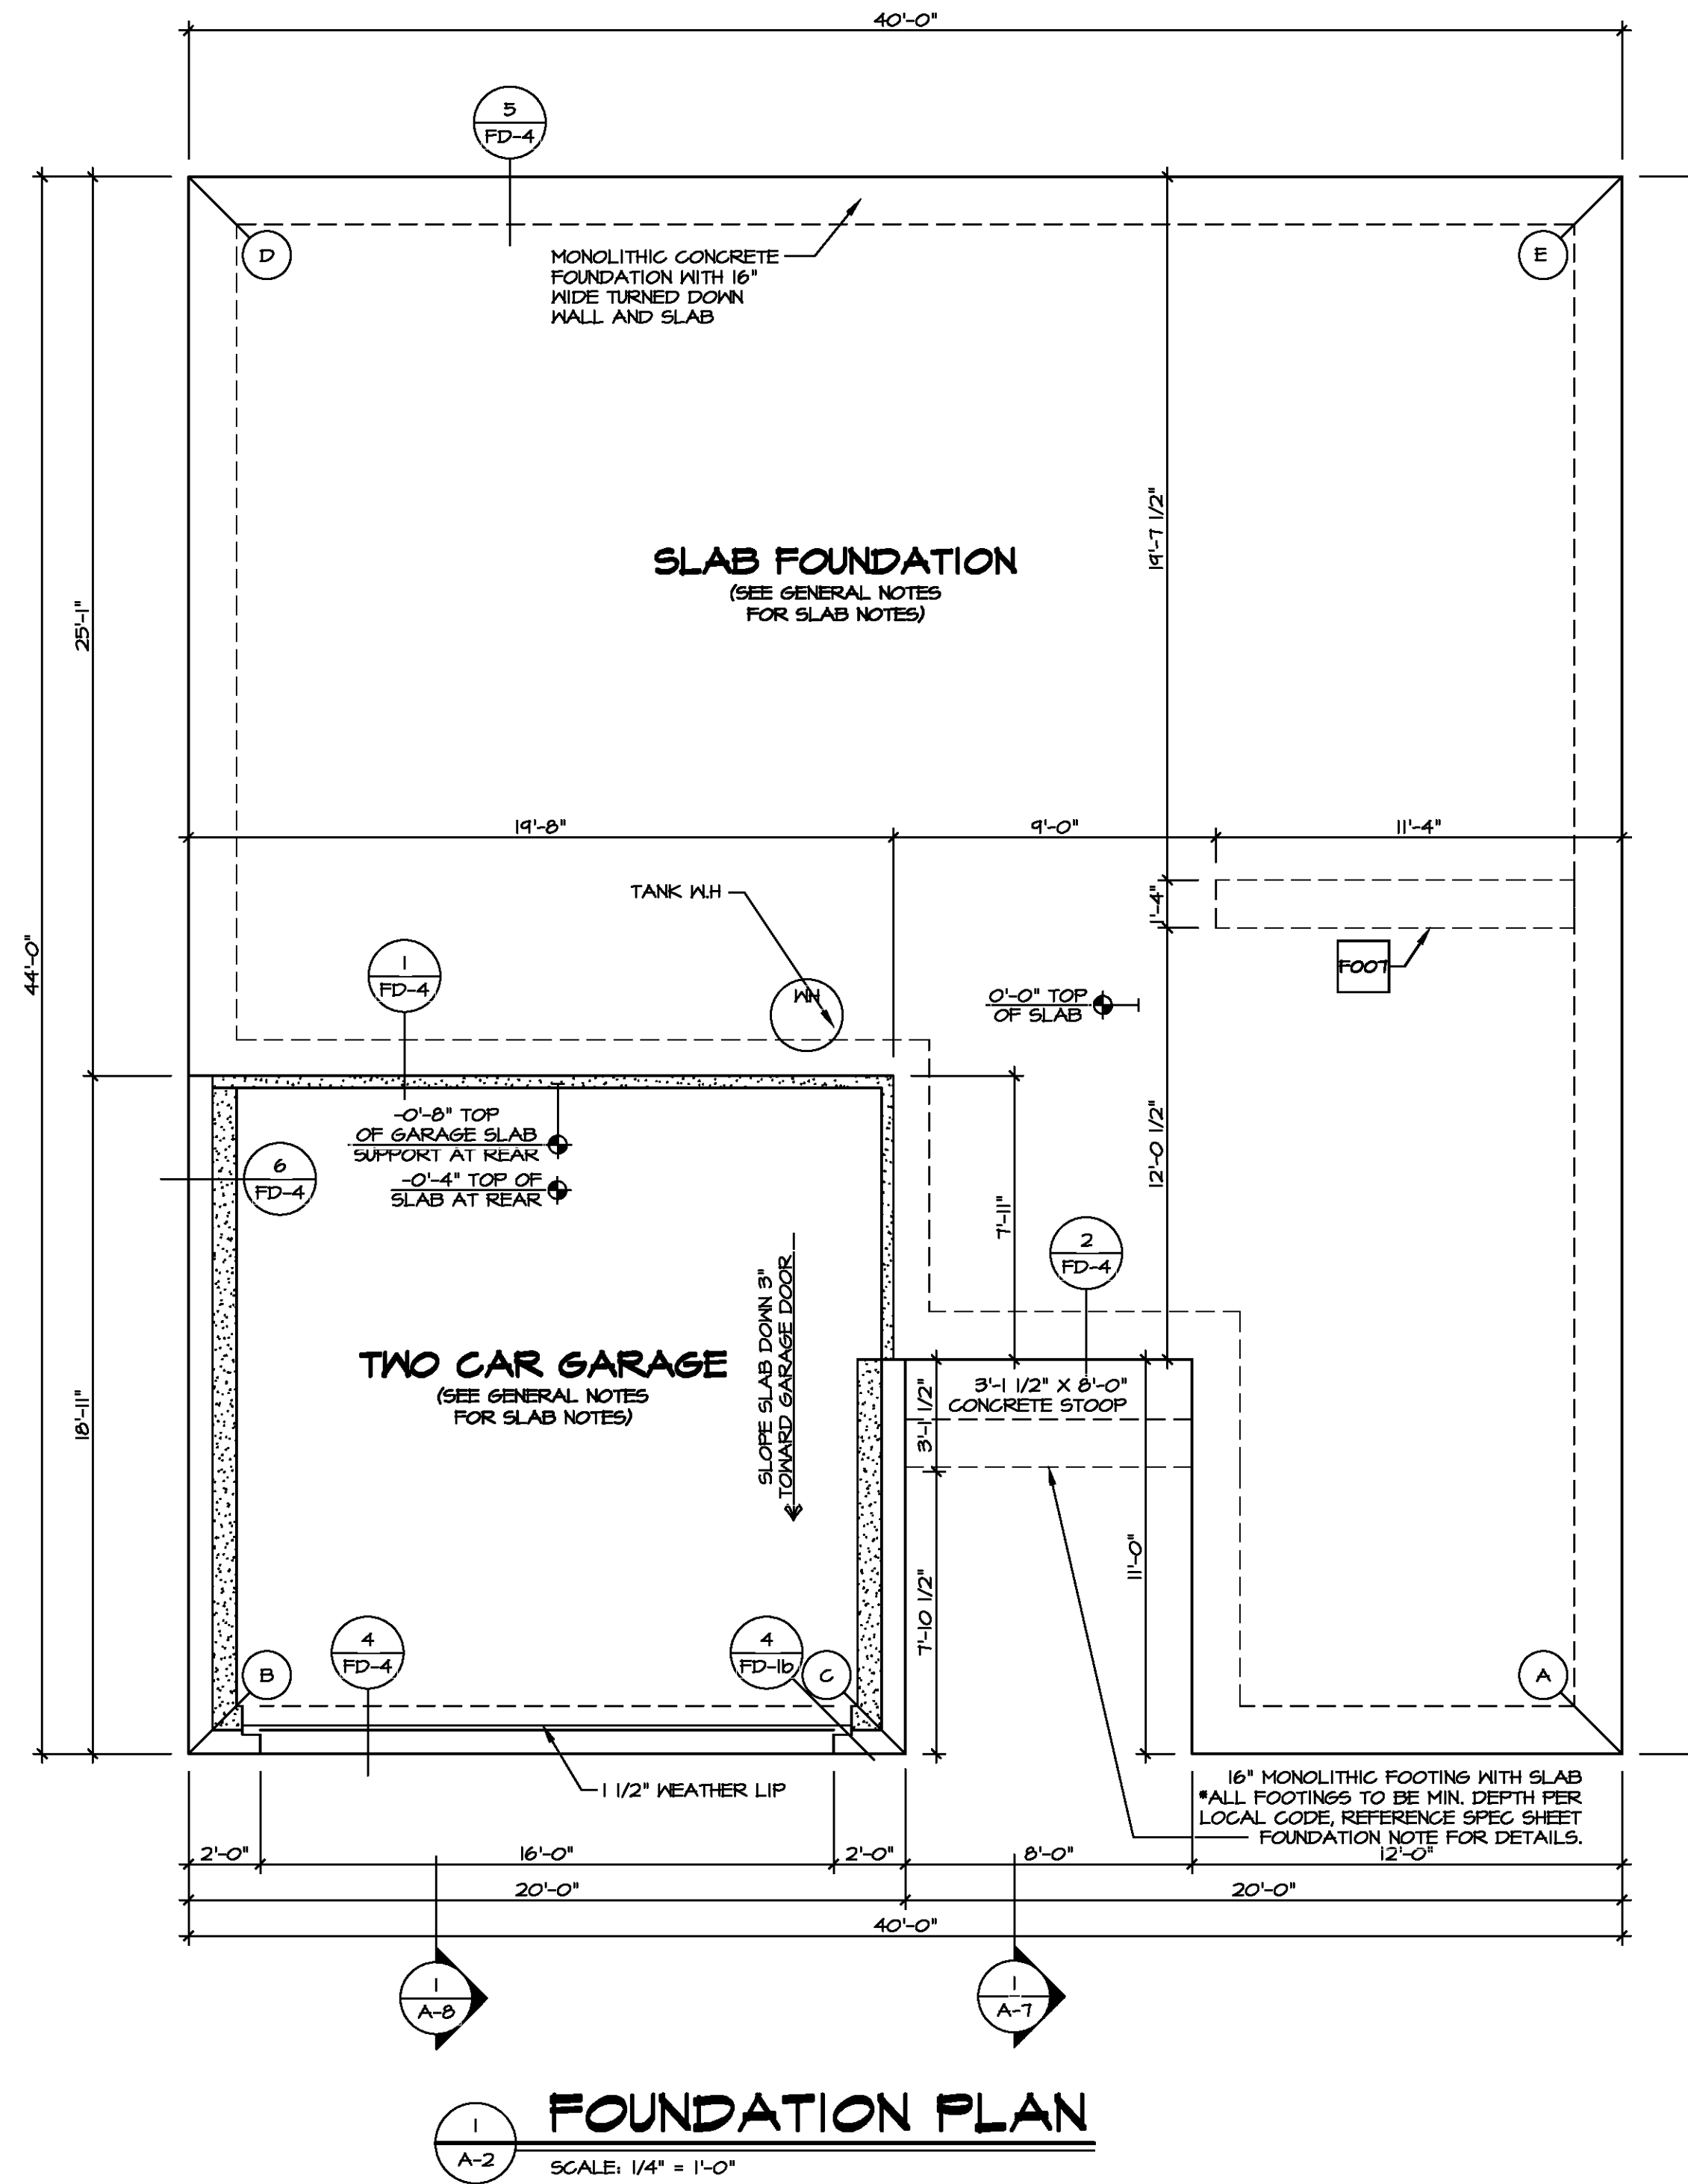 40'-0"
5
FD-4
D
E
MONOLITHIC CONCRETE
FOUNDATION WITH 16"
WIDE TURNED DOWN
WALL AND SLAB
19'-7 1/2"
SLAB FOUNDATION
(SEE GENERAL NOTES
FOR SLAB NOTES)
25'-1"
19'-8"
9'-0"
11'-4"
TANK W.H
1'-4"
44'-0"
1
FD-4
WH
0'-0" TOP
OF SLAB
FOOT
-0'-8" TOP
OF GARAGE SLAB
SUPPORT AT REAR
-0'-4" TOP OF
SLAB AT REAR
6
FD-4
12'-0 1/2"
7'-11"
2
FD-4
SLOPE SLAB DOWN 3"
TOWARD GARAGE DOOR
TWO CAR GARAGE
(SEE GENERAL NOTES
FOR SLAB NOTES)
18'-11"
3'-1 1/2" X 8'-0"
CONCRETE STOOP
3'-1 1/2"
11'-0"
7'-10 1/2"
4
FD-4
4
FD-1b
B
C
A
1 1/2" WEATHER LIP
16" MONOLITHIC FOOTING WITH SLAB
*ALL FOOTINGS TO BE MIN. DEPTH PER
LOCAL CODE, REFERENCE SPEC SHEET
FOUNDATION NOTE FOR DETAILS.
2'-0"
16'-0"
2'-0"
8'-0"
12'-0"
20'-0"
20'-0"
40'-0"
1
A-8
1
A-7
1
A-2
FOUNDATION PLAN
SCALE: 1/4" = 1'-0"